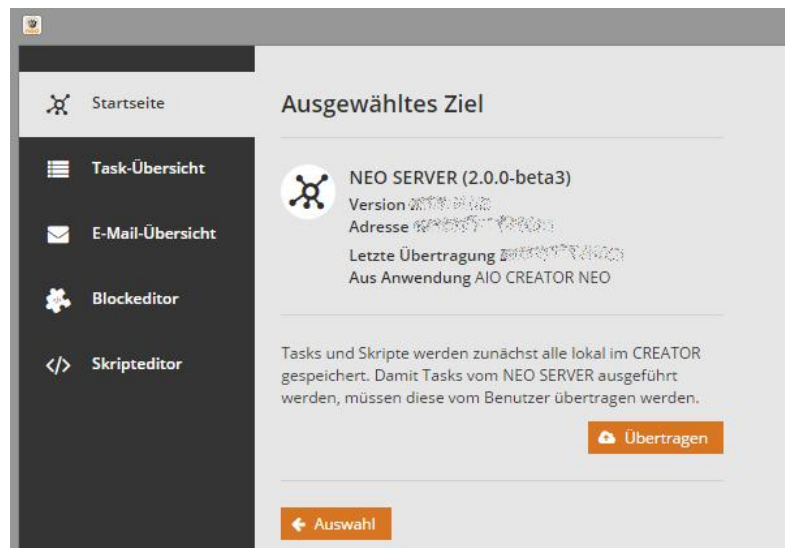 Startseite
Task-Übersicht
E-Mail-Übersicht
Blockeditor
</> Skripteditor
Ausgewähltes Ziel
NEO SERVER (2.0.0-beta3)
Version
Adresse
Letzte Übertragung
Aus Anwendung AIO CREATOR NEO
Tasks und Skripte werden zunächst alle lokal im CREATOR
gespeichert. Damit Tasks vom NEO SERVER ausgeführt
werden, müssen diese vom Benutzer übertragen werden.
Übertragen
Auswahl